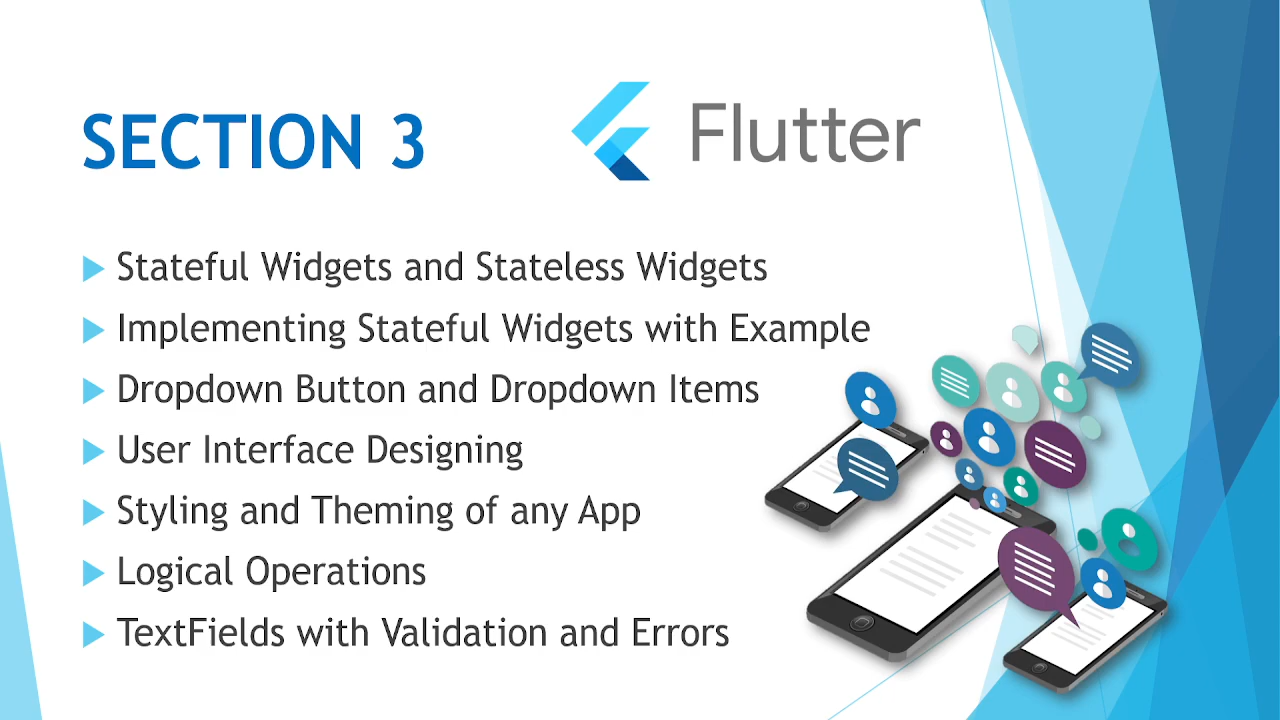 SECTION 3
Flutter
Stateful Widgets and Stateless Widgets
Implementing Stateful Widgets with Example
Dropdown Button and Dropdown Items
User Interface Designing
Styling and Theming of any App
Logical Operations
TextFields with Validation and Errors